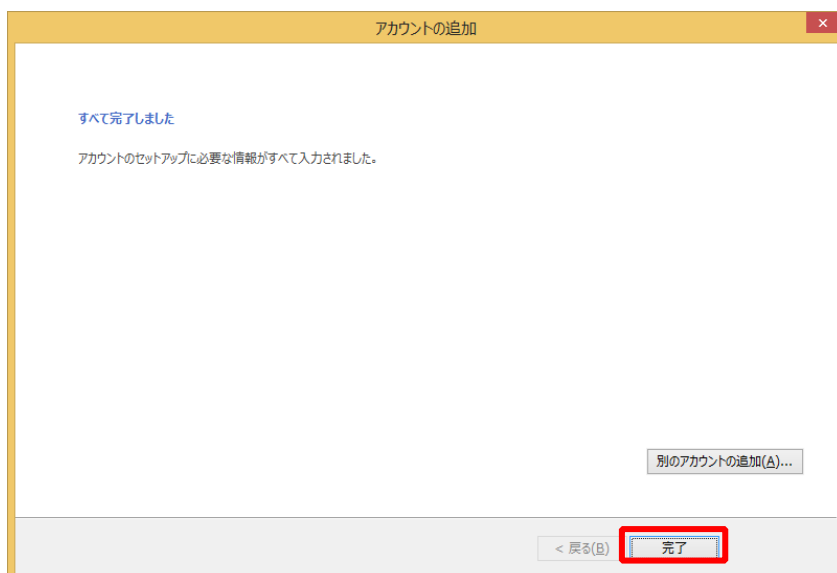 アカウントの追加
すべて完了しました
アカウントのセットアップに必要な情報がすべて入力されました。
別のアカウントの追加(A)...
< 戻る(B)
完了